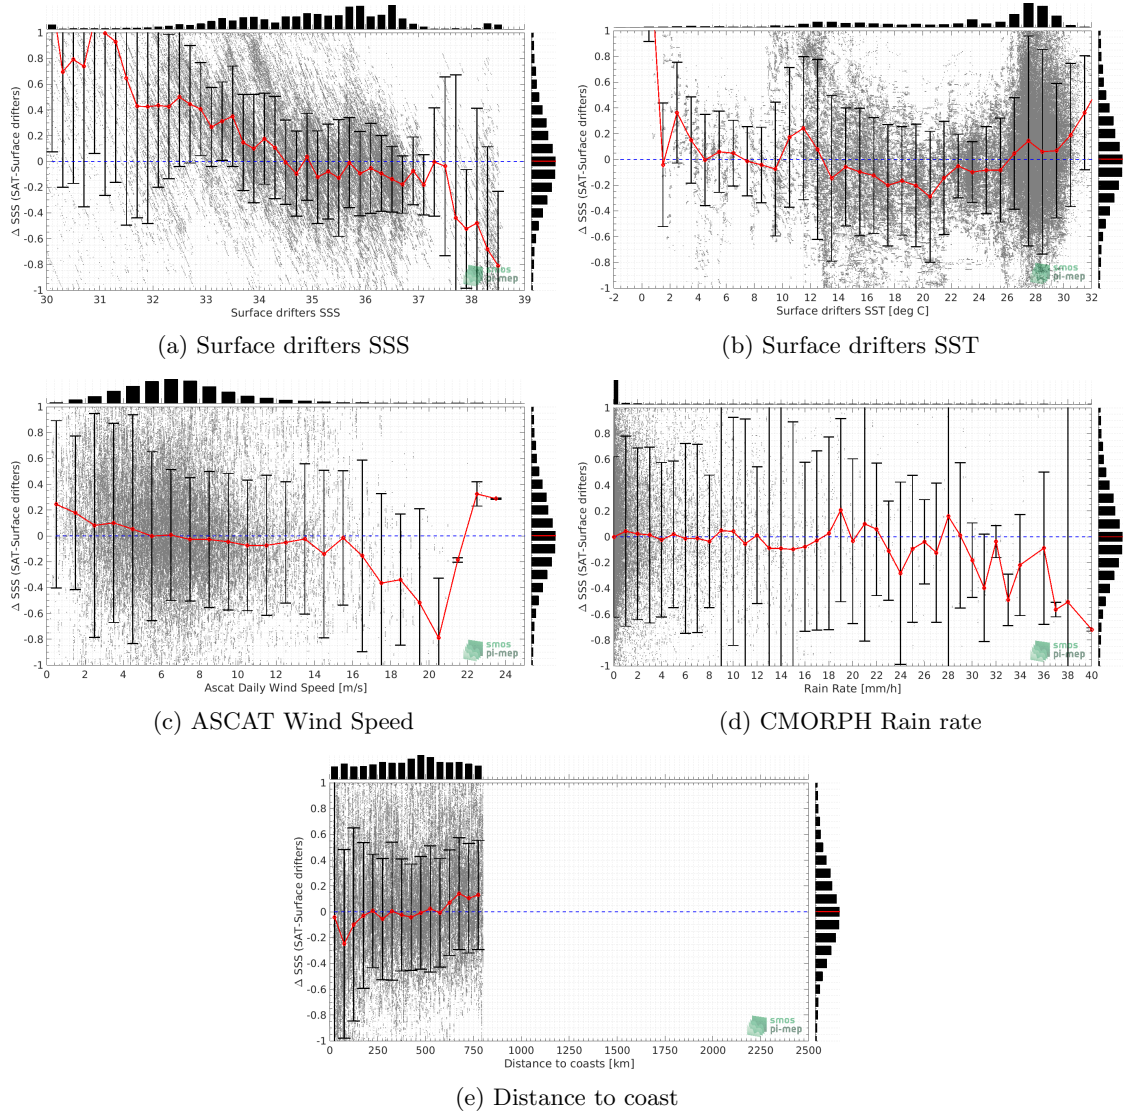 1
0.8
0.6
0.4
0.2
0
-0.2
-0.4
-0.6
-0.8
-1
Δ SSS (SAT-Surface drifters)
30 31 32 33 34 35 36 37 38 39
Surface drifters SSS
smos
pi-mep
(a) Surface drifters SSS
1
0.8
0.6
0.4
0.2
0
-0.2
-0.4
-0.6
-0.8
-1
Δ SSS (SAT-Surface drifters)
-2 0 2 4 6 8 10 12 14 16 18 20 22 24 26 28 30 32
Surface drifters SST [deg C]
smos
pi-mep
(b) Surface drifters SST
1
0.8
0.6
0.4
0.2
0
-0.2
-0.4
-0.6
-0.8
-1
Δ SSS (SAT-Surface drifters)
0 2 4 6 8 10 12 14 16 18 20 22 24
Ascat Daily Wind Speed [m/s]
smos
pi-mep
(c) ASCAT Wind Speed
1
0.8
0.6
0.4
0.2
0
-0.2
-0.4
-0.6
-0.8
-1
Δ SSS (SAT-Surface drifters)
0 2 4 6 8 10 12 14 16 18 20 22 24 26 28 30 32 34 36 38 40
Rain Rate [mm/h]
smos
pi-mep
(d) CMORPH Rain rate
1
0.8
0.6
0.4
0.2
0
-0.2
-0.4
-0.6
-0.8
-1
Δ SSS (SAT-Surface drifters)
0 250 500 750 1000 1250 1500 1750 2000 2250 2500
Distance to coasts [km]
smos
pi-mep
(e) Distance to coast